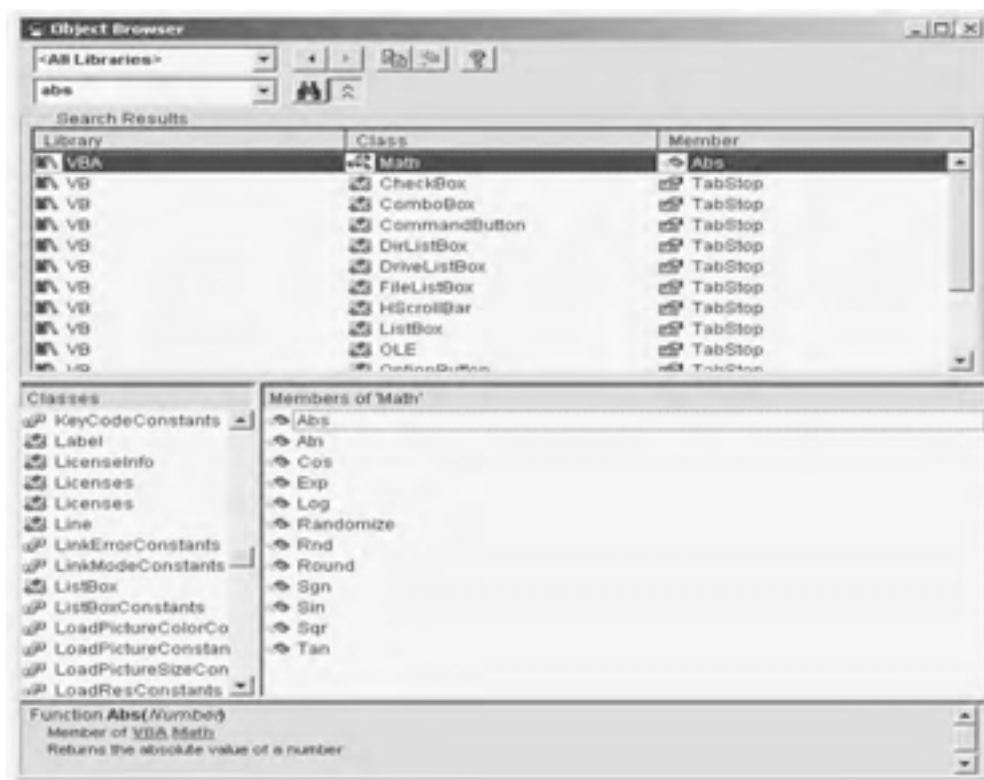 Object Browser
<All Libraries>
abs
Search Results
Library Class Member
VBA Math Abs
VB CheckBox TabStop
VB ComboBox TabStop
VB CommandButton TabStop
VB DirListBox TabStop
VB DriveListBox TabStop
VB FileListBox TabStop
VB HScrollBar TabStop
VB ListBox TabStop
VB OLE TabStop
VB OptionButton TabStop
Classes
KeyCodeConstants
Label
LicenseInfo
Licenses
Licenses
Line
LinkErrorConstants
LinkModeConstants
ListBox
ListBoxConstants
LoadPictureColorCo
LoadPictureConstan
LoadPictureSizeCon
LoadResConstants
Members of 'Math'
Abs
Atn
Cos
Exp
Log
Randomize
Rnd
Round
Sgn
Sin
Sqr
Tan
Function Abs(Number)
Member of VBA.Math
Returns the absolute value of a number